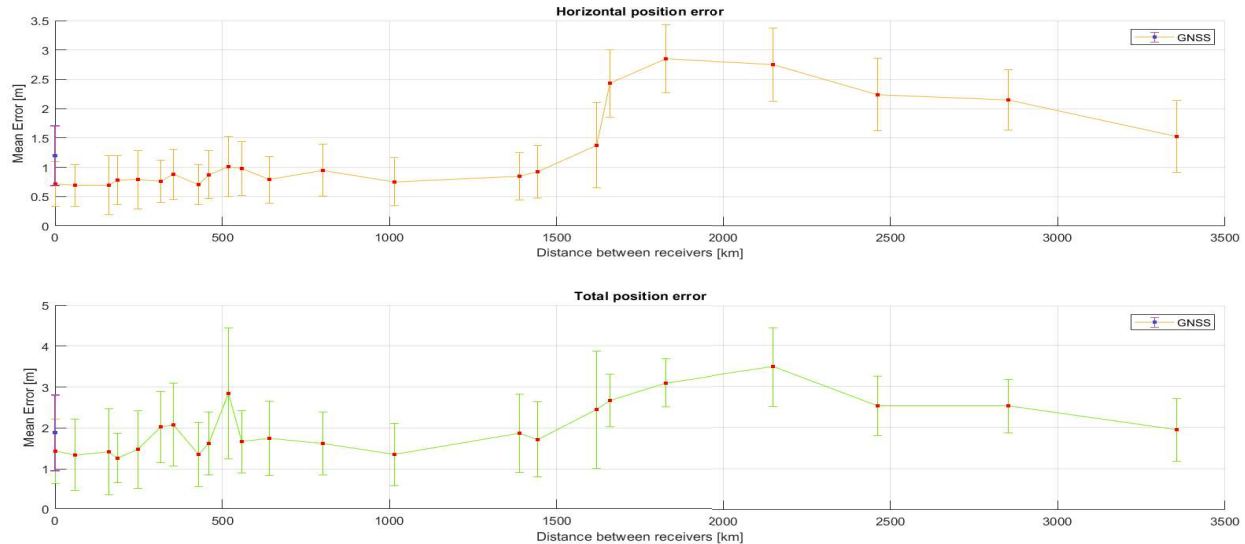 Horizontal position error
3.5
3
2.5
2
1.5
1
0.5
0
Mean Error [m]
GNSS
0 500 1000 1500 2000 2500 3000 3500
Distance between receivers [km]
Total position error
5
4
3
2
1
0
Mean Error [m]
GNSS
0 500 1000 1500 2000 2500 3000 3500
Distance between receivers [km]